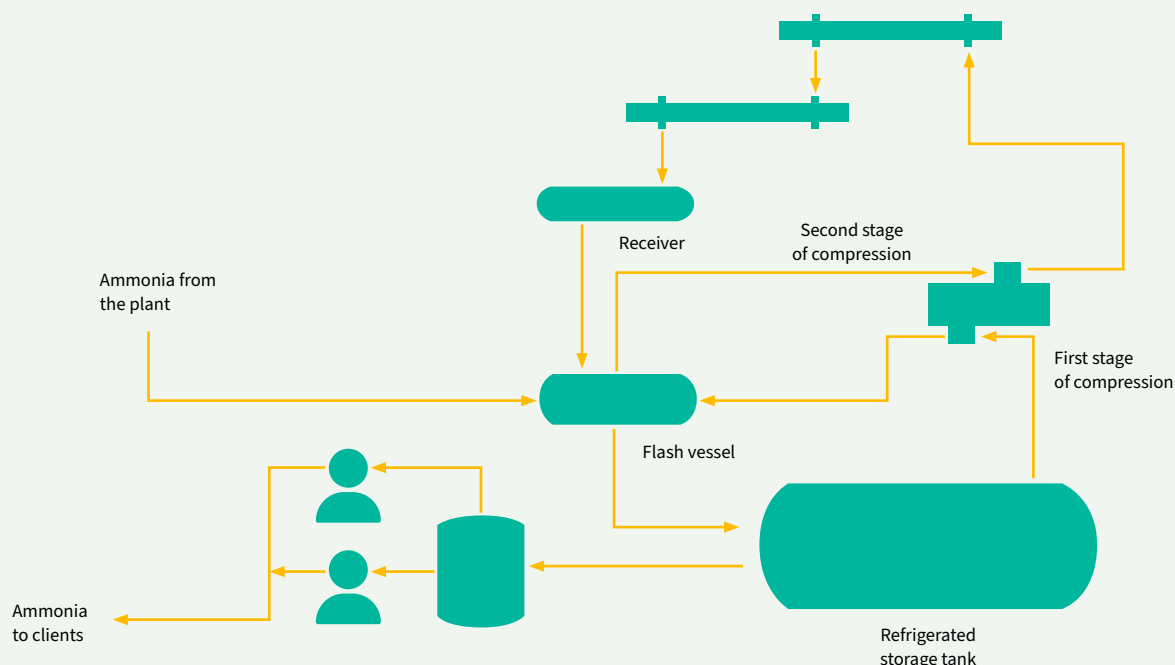 Receiver
Second stage
of compression
Ammonia from
the plant
First stage
of compression
Flash vessel
Ammonia
to clients
Refrigerated
storage tank